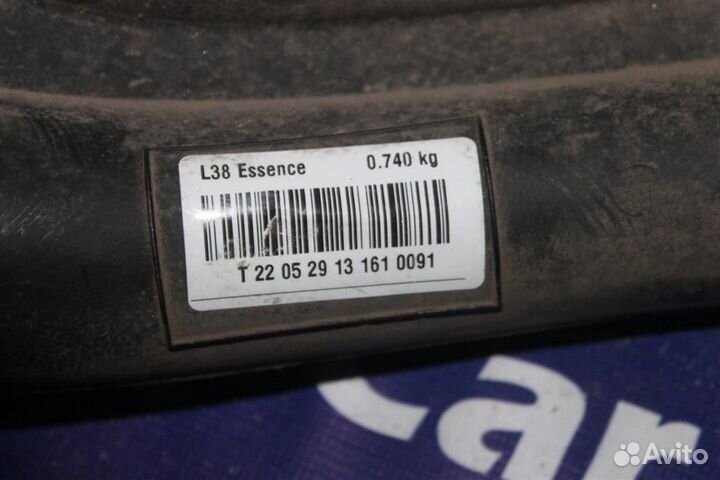 L38 Essence 0.740 kg
T 22 05 29 13 161 0091
Car
Avito